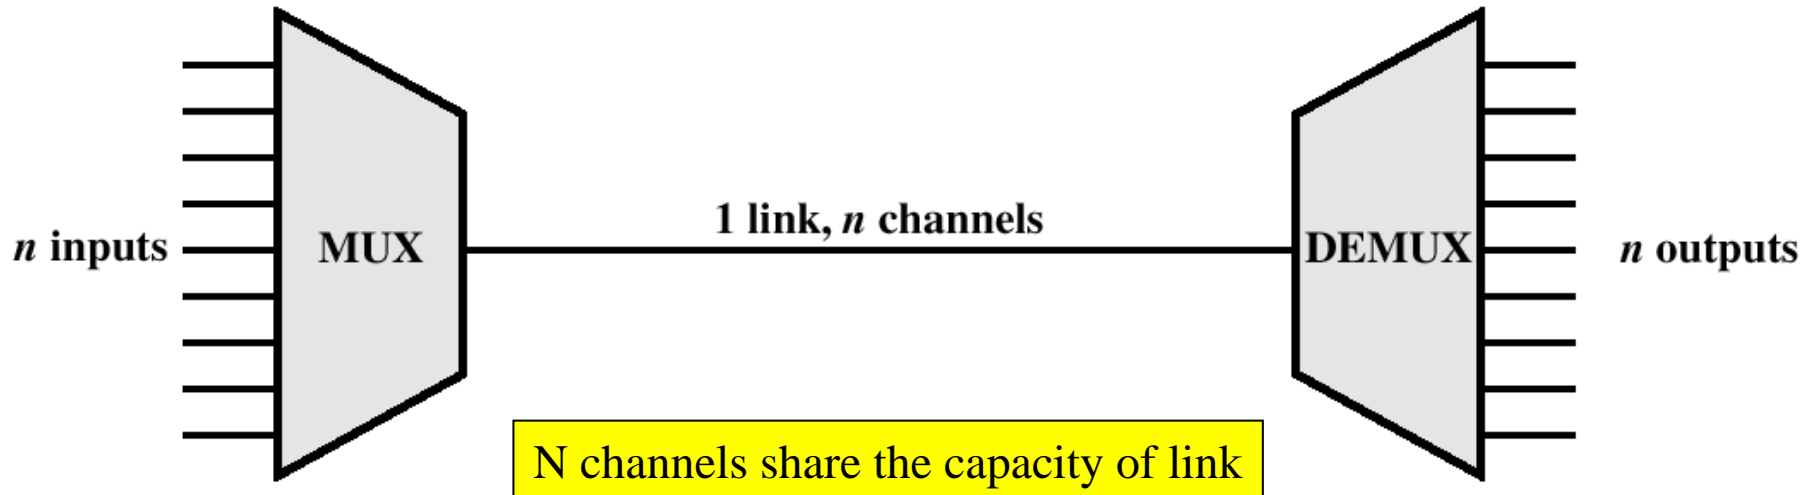 1 link, n channels
n inputs
MUX
DEMUX
n outputs
N channels share the capacity of link